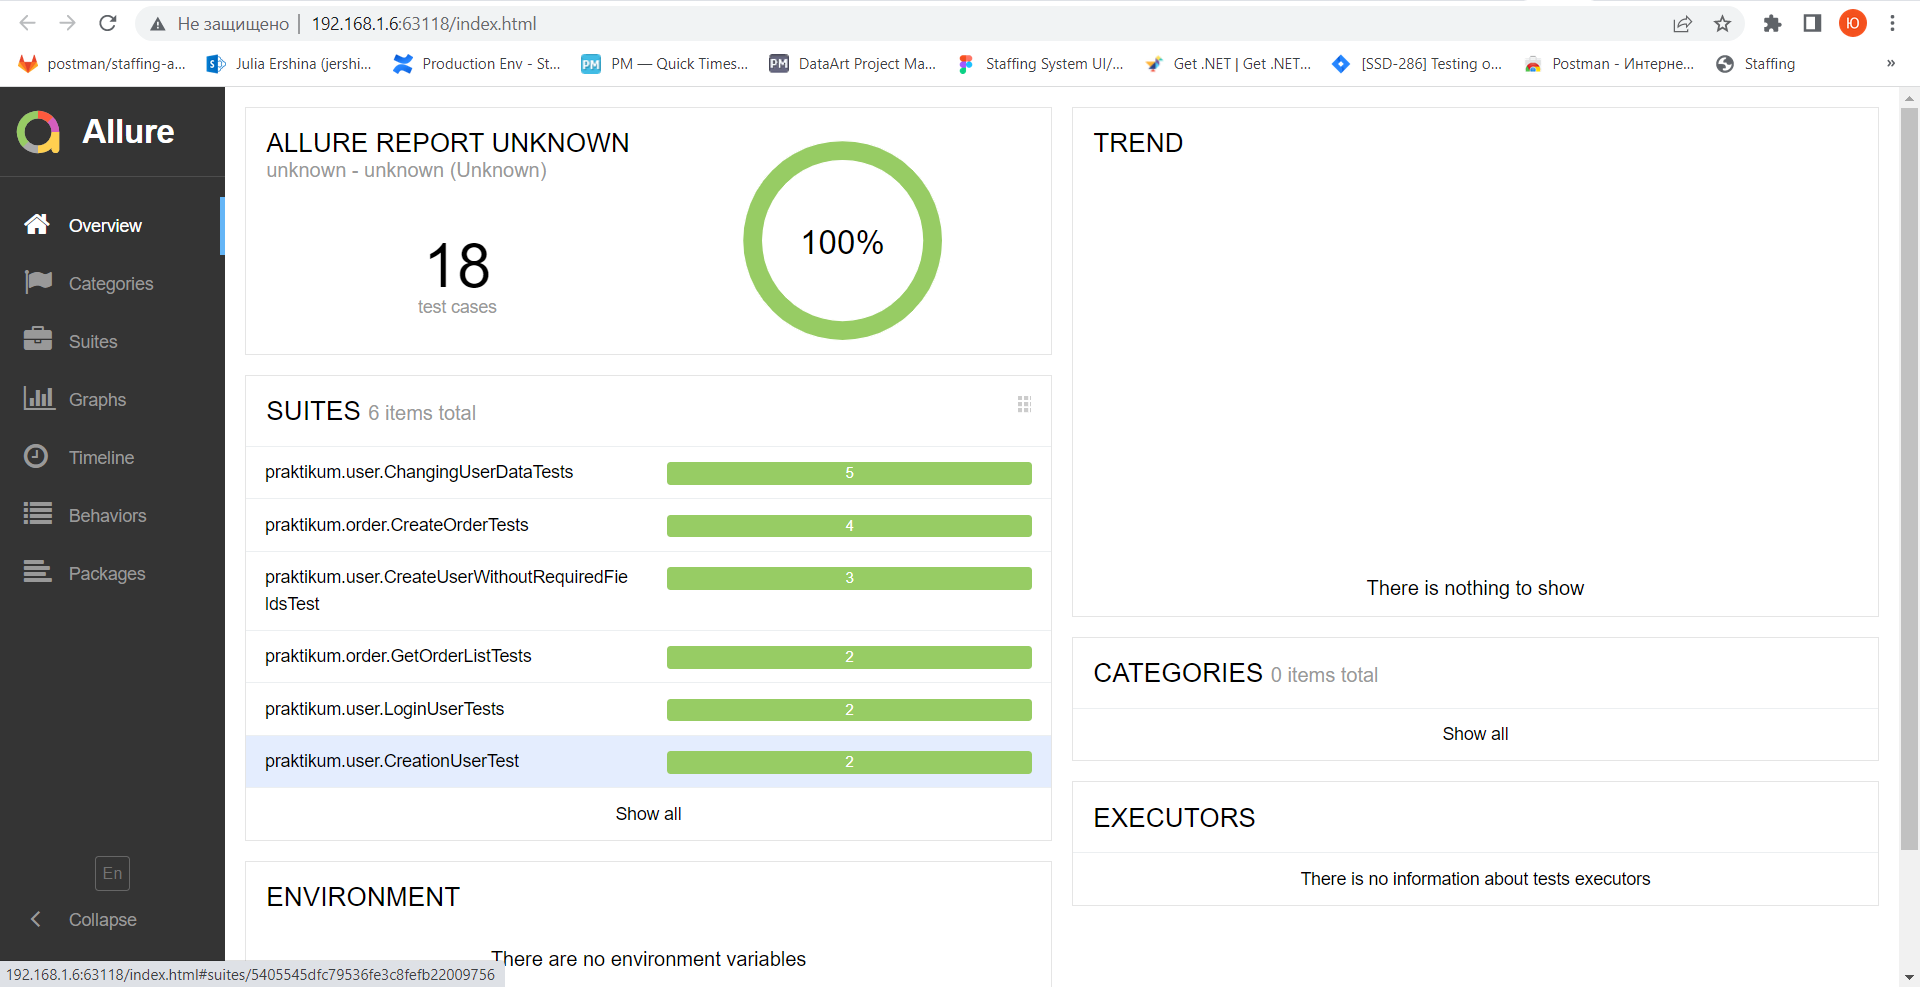 Не защищено | 192.168.1.6:63118/index.html
Ю
postman/staffing-a...
Julia Ershina (jershi...
Production Env - St...
PM
PM — Quick Times...
PM
DataArt Project Ma...
Staffing System UI/...
Get .NET | Get .NET...
[SSD-286] Testing o...
Postman - Интерне...
Staffing
»
Allure
Overview
Categories
Suites
Graphs
Timeline
Behaviors
Packages
En
Collapse
ALLURE REPORT UNKNOWN
unknown - unknown (Unknown)
18
test cases
100%
SUITES 6 items total
praktikum.user.ChangingUserDataTests
5
praktikum.order.CreateOrderTests
4
praktikum.user.CreateUserWithoutRequiredFie
ldsTest
3
praktikum.order.GetOrderListTests
2
praktikum.user.LoginUserTests
2
praktikum.user.CreationUserTest
2
Show all
ENVIRONMENT
There are no environment variables
TREND
There is nothing to show
CATEGORIES 0 items total
Show all
EXECUTORS
There is no information about tests executors
192.168.1.6:63118/index.html#suites/5405545dfc79536fe3c8fefb22009756